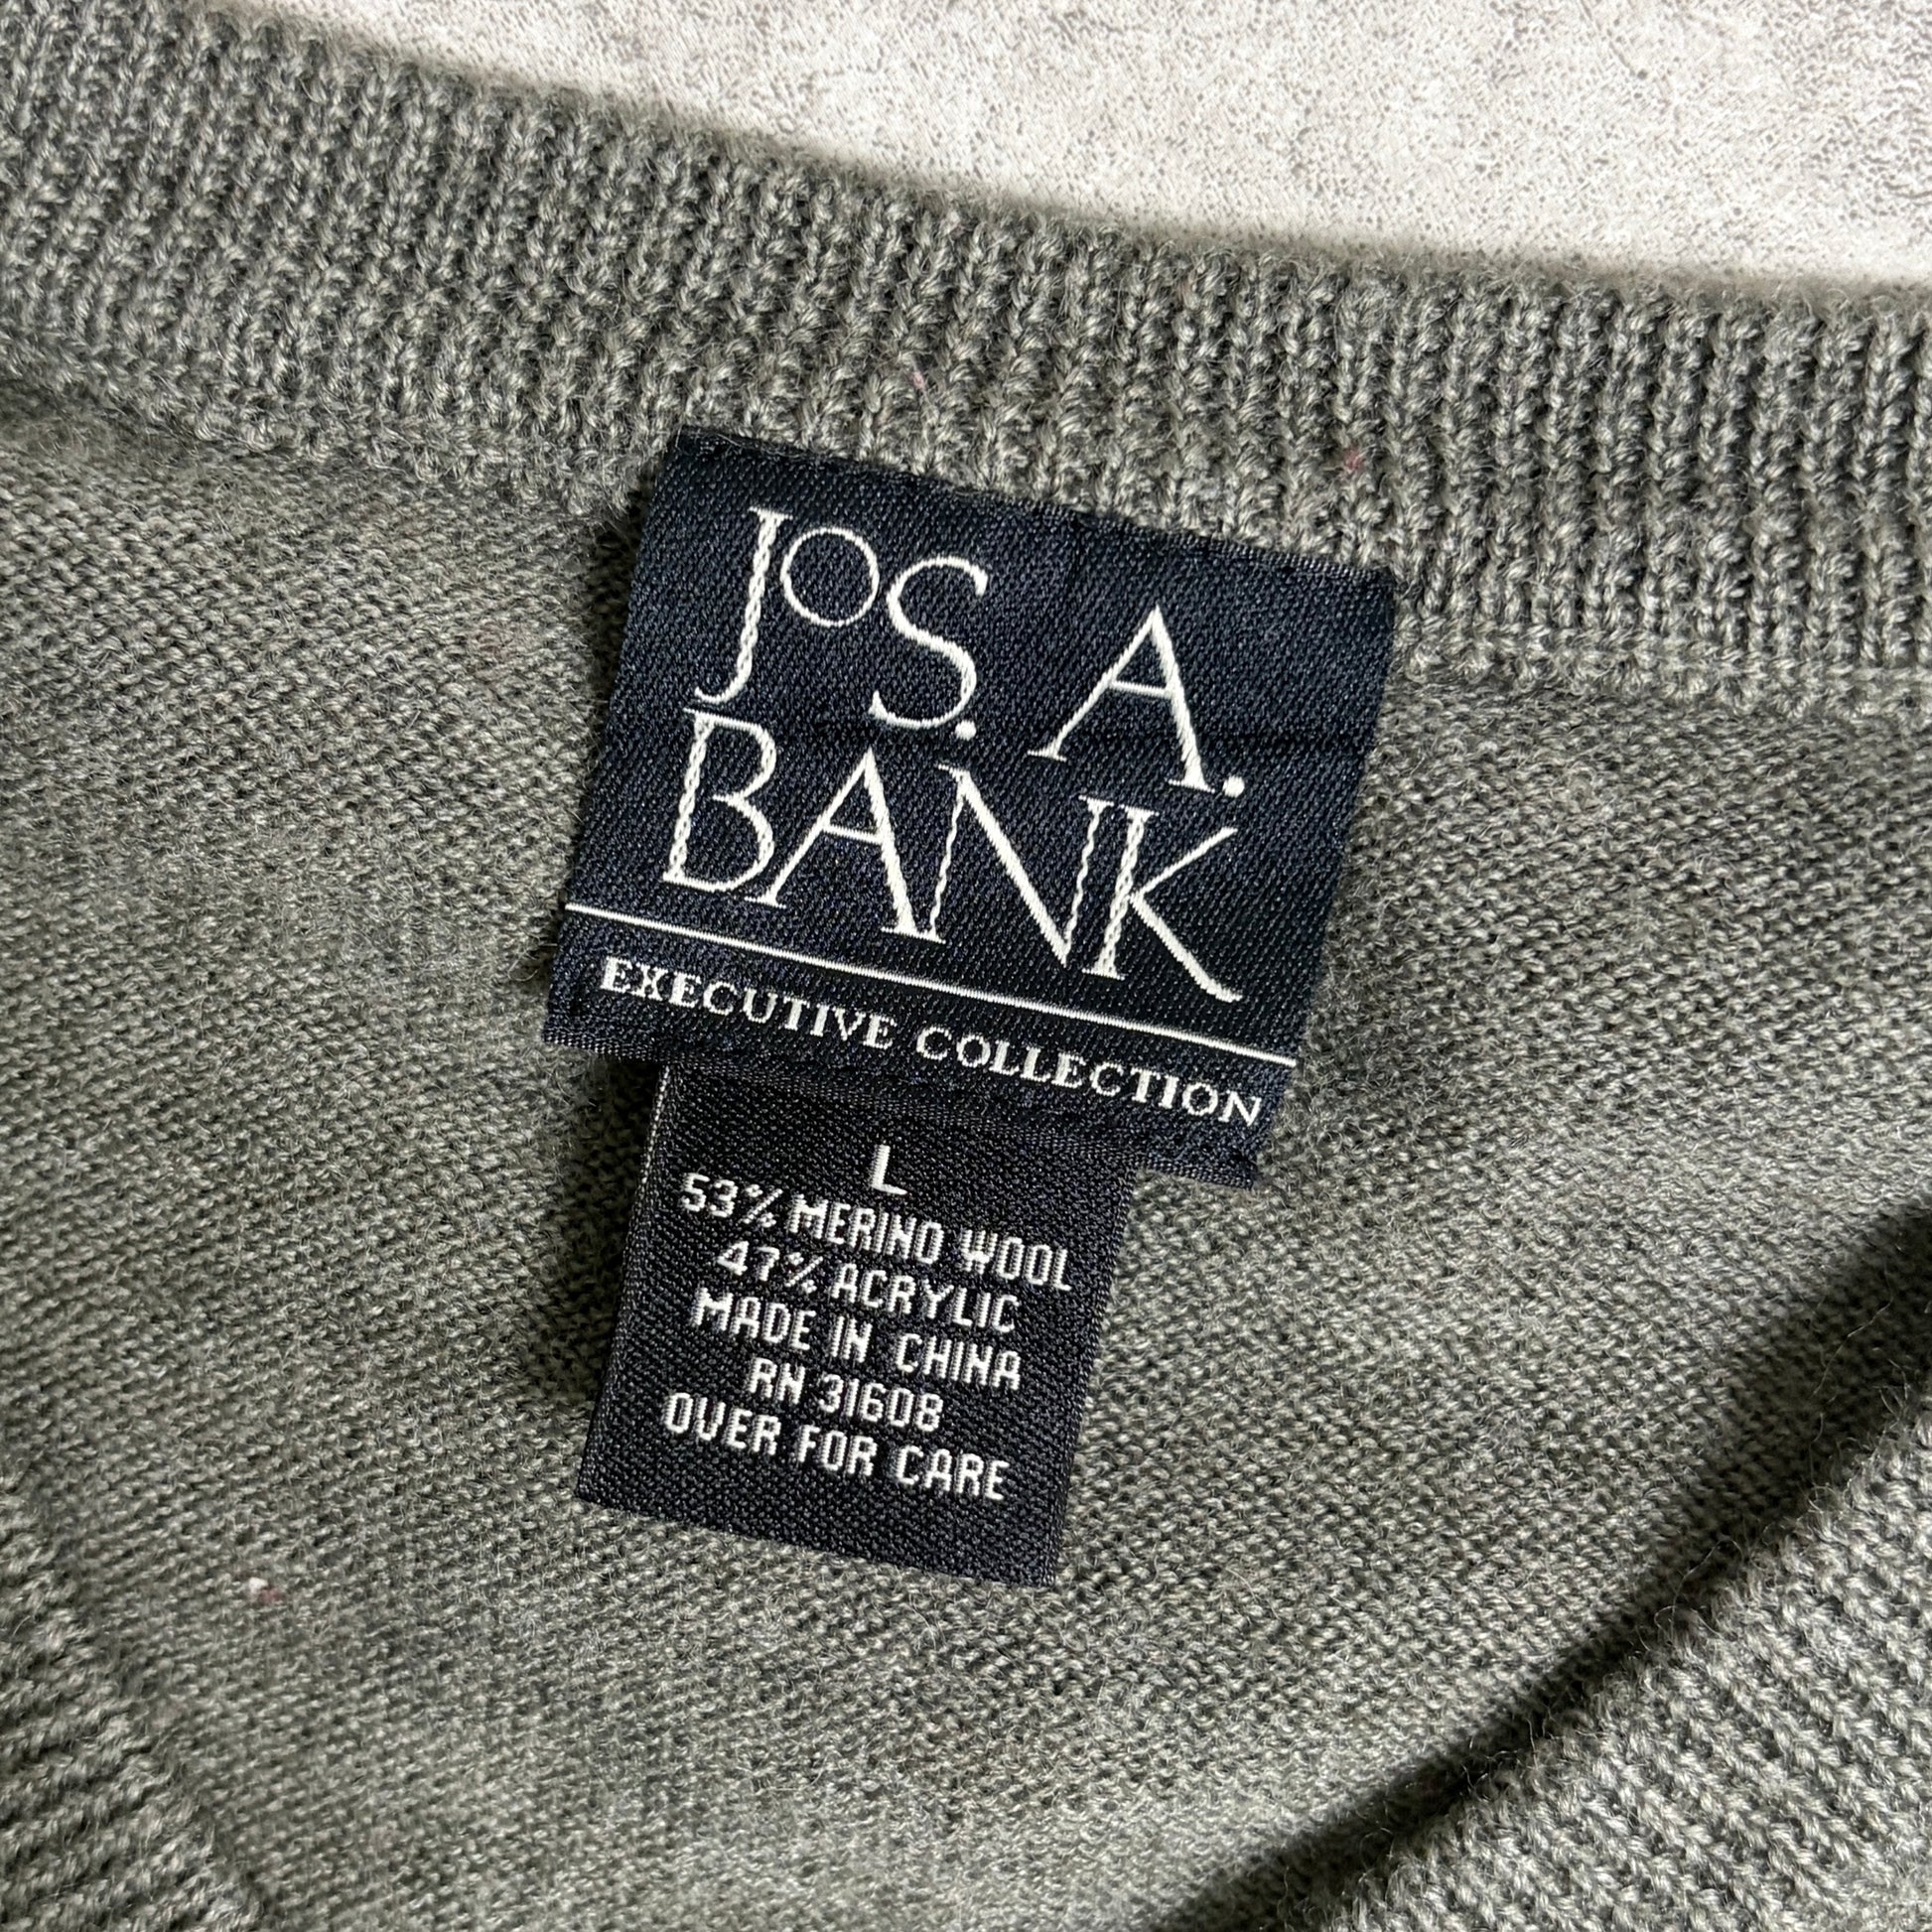 JOS. A.
BANK
EXECUTIVE COLLECTION
L
53% MERINO WOOL
47% ACRYLIC
MADE IN CHINA
RN 31608
OVER FOR CARE